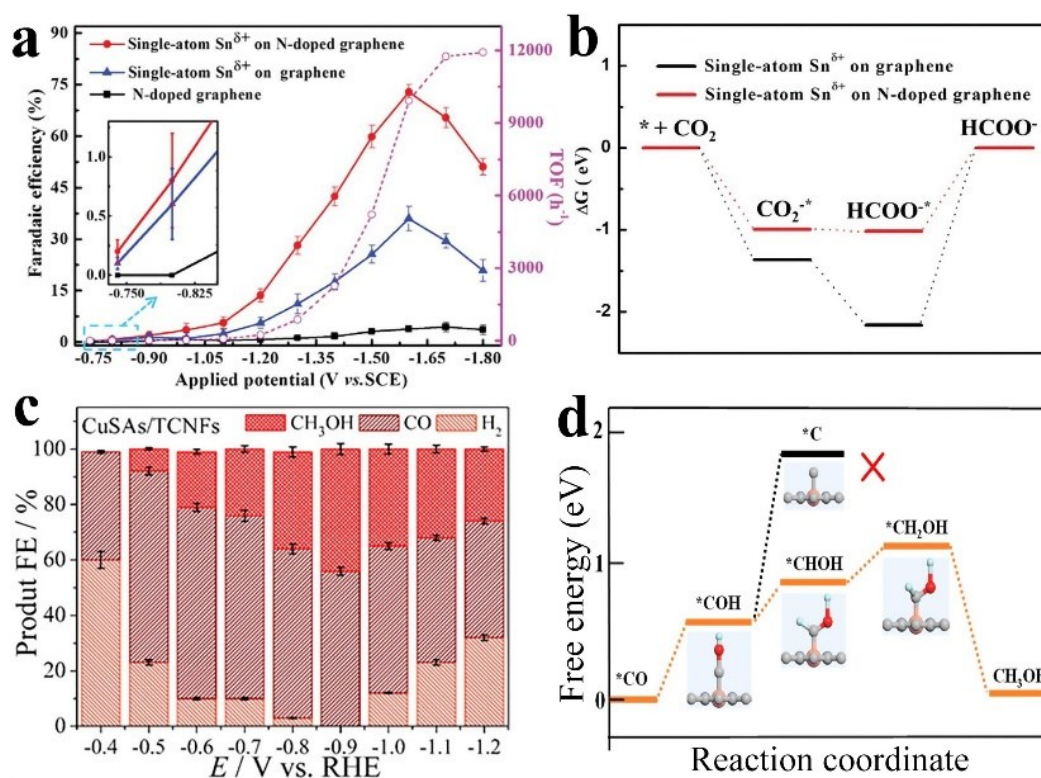 a
90
75
60
45
30
15
0
Faradaic effciency (%)
Single-atom Snδ+ on N-doped graphene
Single-atom Snδ+ on graphene
N-doped graphene
1.0
0.5
0.0
-0.750 -0.825
12000
9000
6000
3000
0
TOF (h-1)
-0.75 -0.90 -1.05 -1.20 -1.35 -1.50 -1.65 -1.80
Applied potential (V vs.SCE)
b
1
0
-1
-2
ΔG (eV)
Single-atom Snδ+ on graphene
Single-atom Snδ+ on N-doped graphene
* + CO2
HCOO-
CO2-*
HCOO-*
c
CuSAs/TCNFs
CH3OH CO H2
100
80
60
40
20
0
Produt FE / %
-0.4 -0.5 -0.6 -0.7 -0.8 -0.9 -1.0 -1.1 -1.2
E / V vs. RHE
d
2
1
0
Free energy (eV)
*C
*CH2OH
*CHOH
*COH
*CO
CH3OH
Reaction coordinate